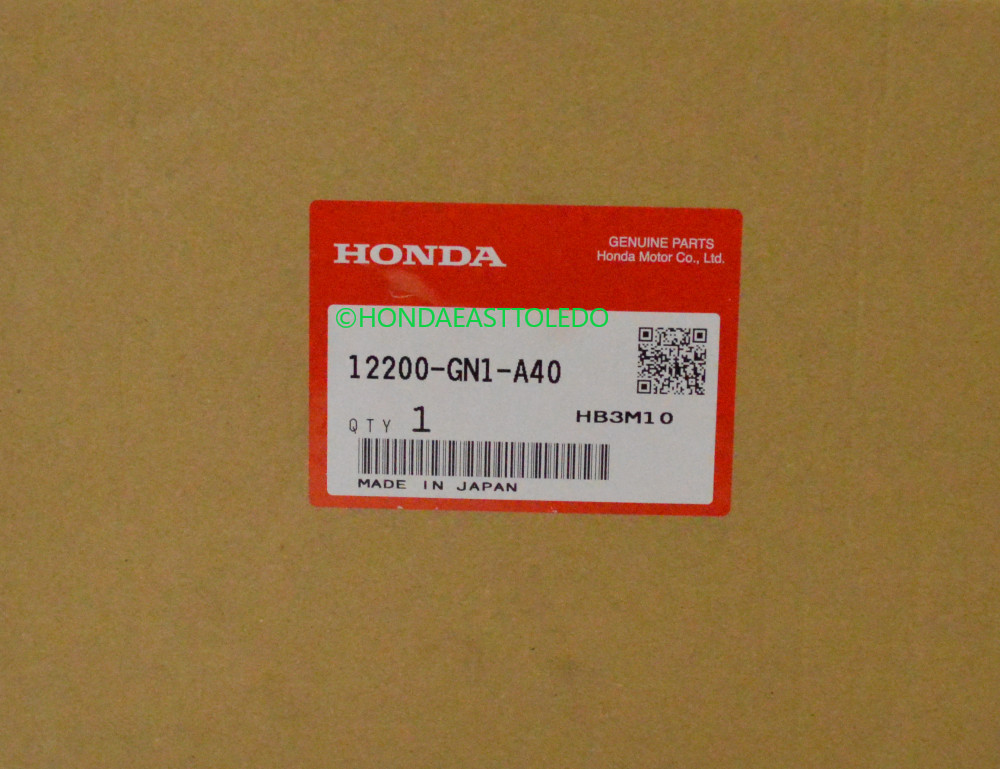 HONDA
GENUINE PARTS
Honda Motor Co., Ltd.
©HONDAEASTTOLEDO
12200-GN1-A40
QTY 1
HB3M10
MADE IN JAPAN